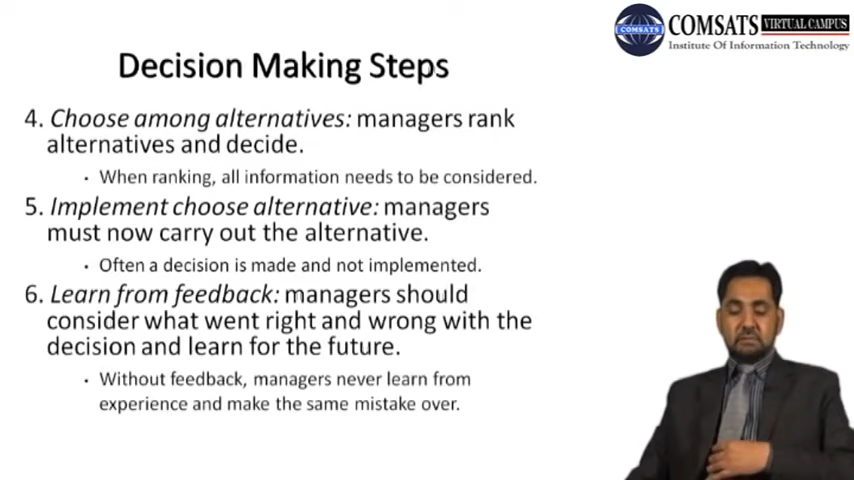 COMSATS
COMSATS VIRTUAL CAMPUS
Institute Of Information Technology
Decision Making Steps
4. Choose among alternatives: managers rank
alternatives and decide.
• When ranking, all information needs to be considered.
5. Implement choose alternative: managers
must now carry out the alternative.
• Often a decision is made and not implemented.
6. Learn from feedback: managers should
consider what went right and wrong with the
decision and learn for the future.
• Without feedback, managers never learn from
experience and make the same mistake over.